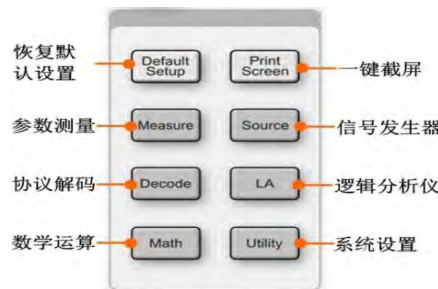 恢复默
认设置
Default
Setup
Print
Screen
一键截屏
参数测量
Measure
Source
信号发生器
协议解码
Decode
LA
逻辑分析仪
数学运算
Math
Utility
系统设置